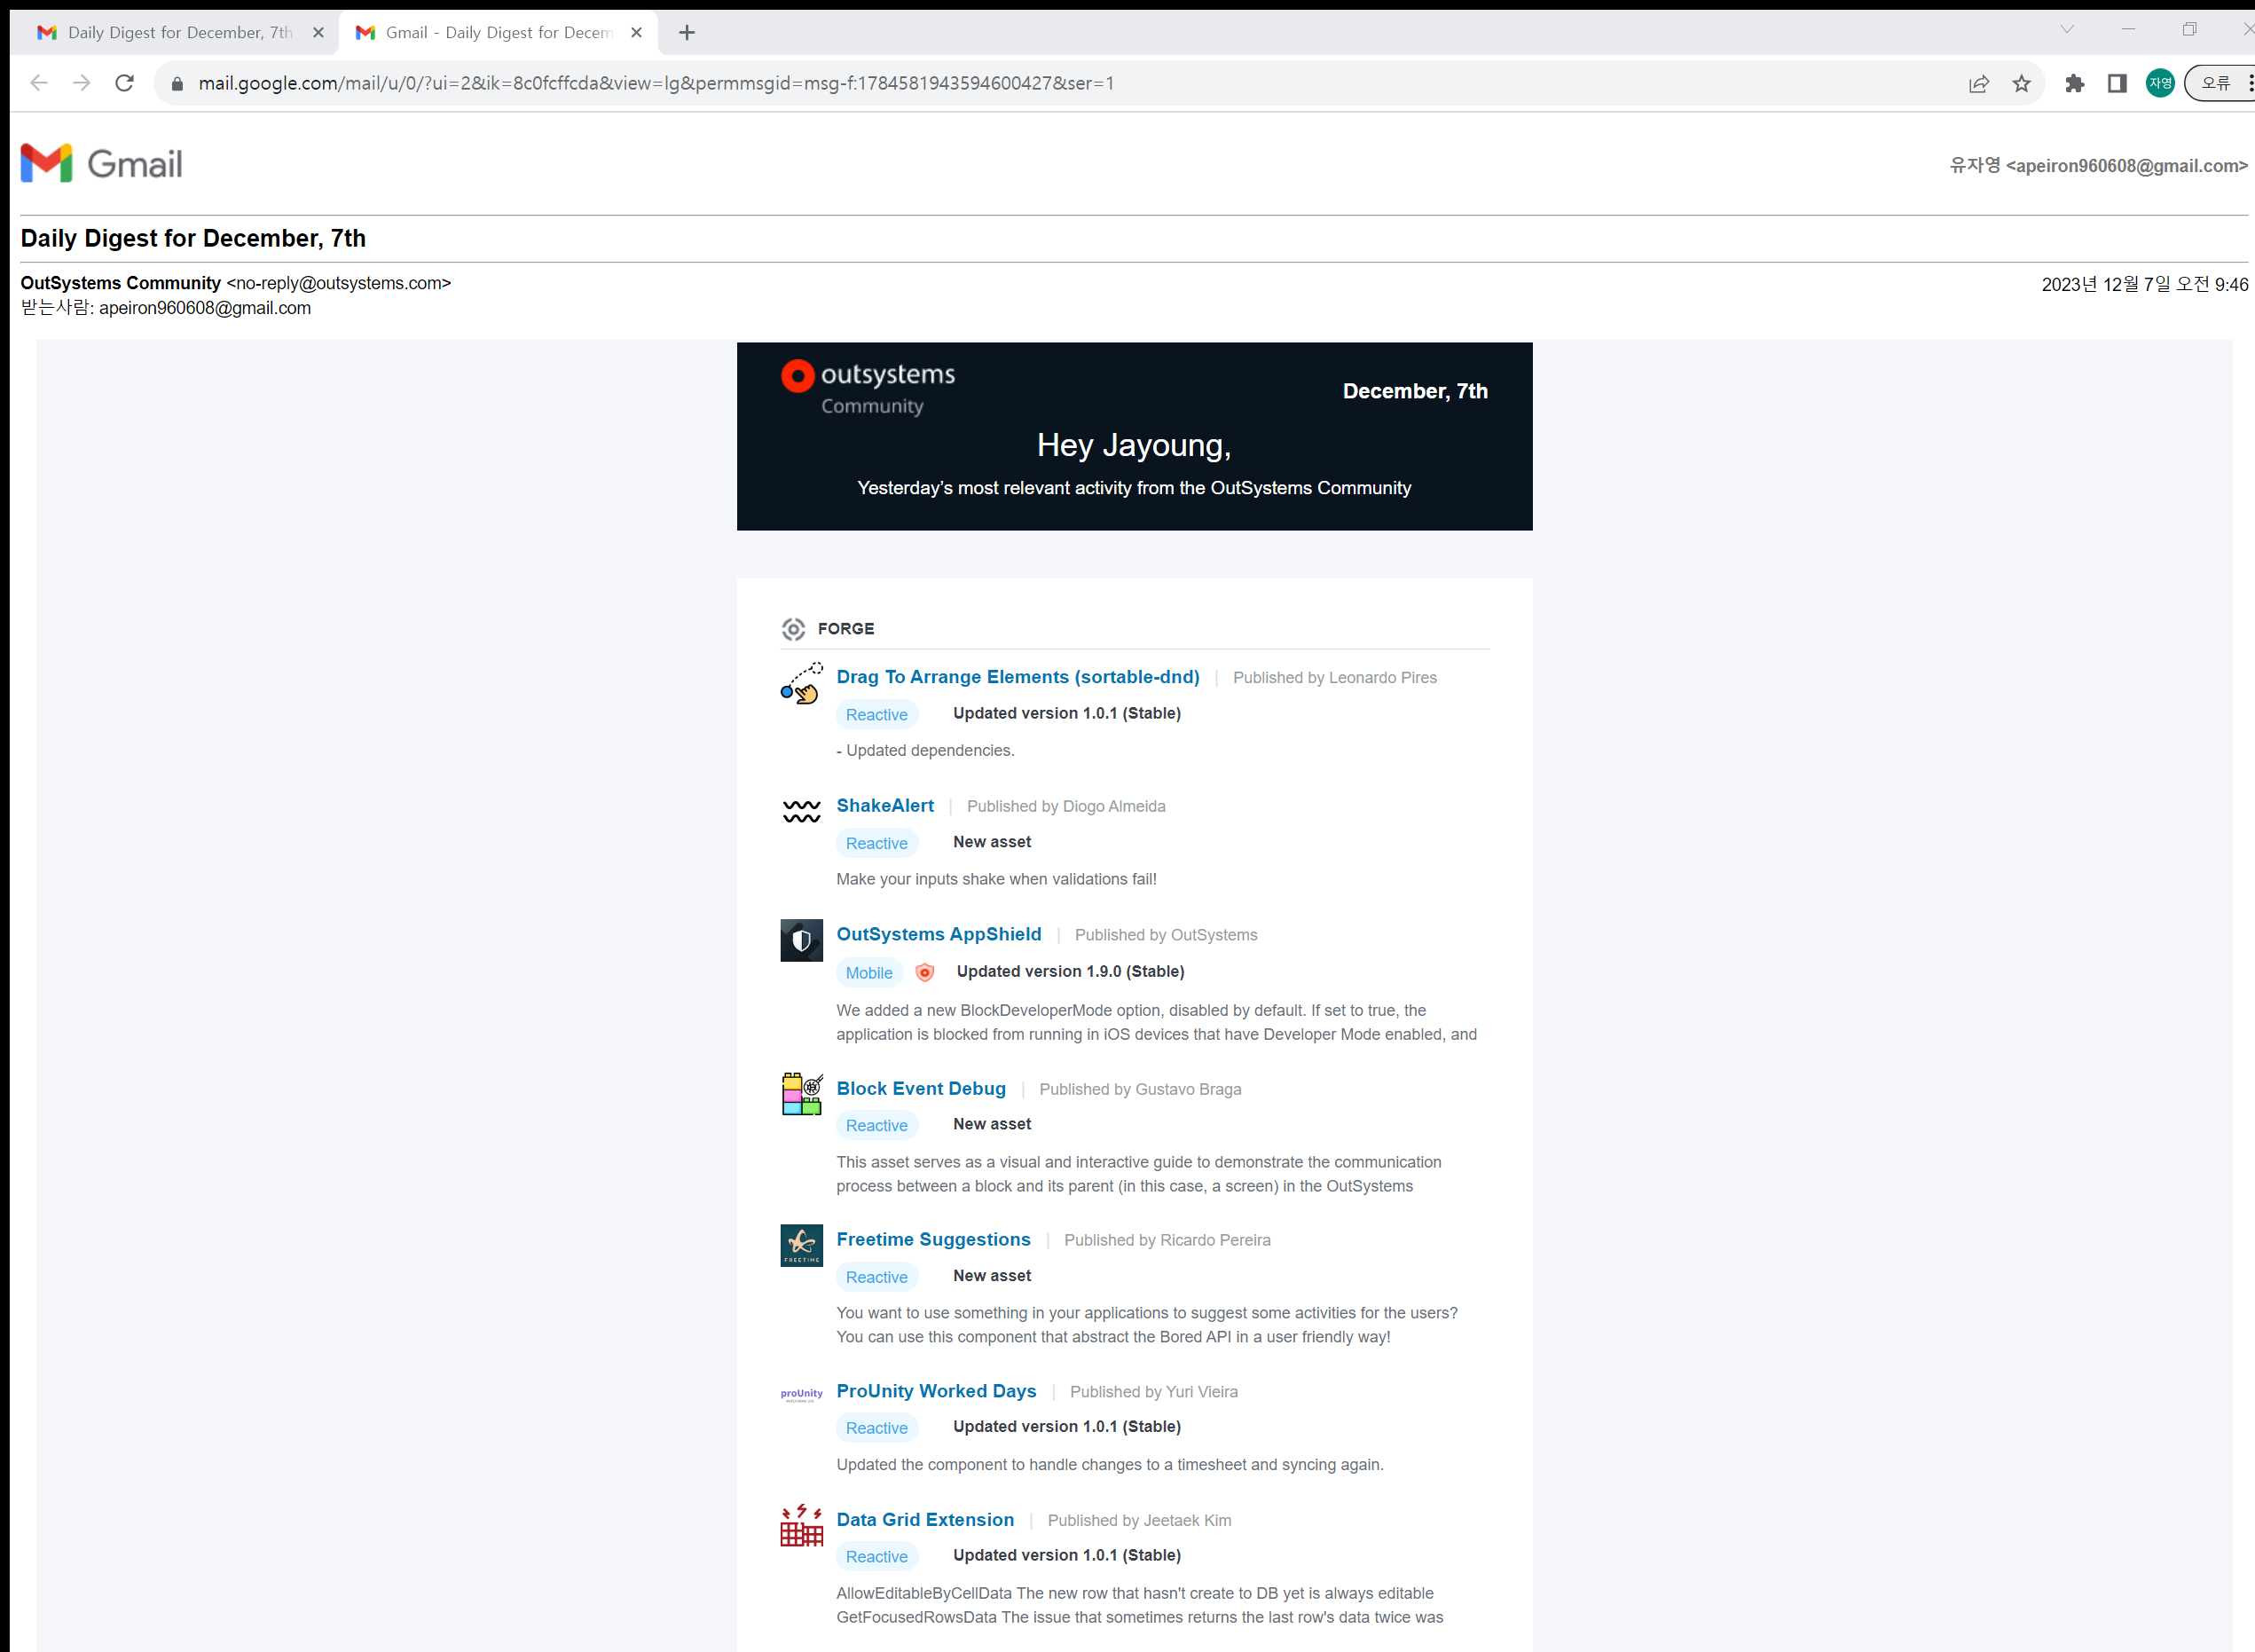 Daily Digest for December, 7th
Gmail - Daily Digest for Decem
mail.google.com/mail/u/0/?ui=2&ik=8c0fcffcda&view=lg&permmsgid=msg-f:1784581943594600427&ser=1
자영
오류
Gmail
유자영 <apeiron960608@gmail.com>
Daily Digest for December, 7th
OutSystems Community <no-reply@outsystems.com>
2023년 12월 7일 오전 9:46
받는사람: apeiron960608@gmail.com
outsystems
Community
December, 7th
Hey Jayoung,
Yesterday's most relevant activity from the OutSystems Community
FORGE
Drag To Arrange Elements (sortable-dnd) | Published by Leonardo Pires
Reactive Updated version 1.0.1 (Stable)
- Updated dependencies.
ShakeAlert | Published by Diogo Almeida
Reactive New asset
Make your inputs shake when validations fail!
OutSystems AppShield | Published by OutSystems
Mobile Updated version 1.9.0 (Stable)
We added a new BlockDeveloperMode option, disabled by default. If set to true, the
application is blocked from running in iOS devices that have Developer Mode enabled, and
Block Event Debug | Published by Gustavo Braga
Reactive New asset
This asset serves as a visual and interactive guide to demonstrate the communication
process between a block and its parent (in this case, a screen) in the OutSystems
FREETIME
Freetime Suggestions | Published by Ricardo Pereira
Reactive New asset
You want to use something in your applications to suggest some activities for the users?
You can use this component that abstract the Bored API in a user friendly way!
proUnity
ProUnity Worked Days | Published by Yuri Vieira
Reactive Updated version 1.0.1 (Stable)
Updated the component to handle changes to a timesheet and syncing again.
Data Grid Extension | Published by Jeetaek Kim
Reactive Updated version 1.0.1 (Stable)
AllowEditableByCellData The new row that hasn't create to DB yet is always editable
GetFocusedRowsData The issue that sometimes returns the last row's data twice was